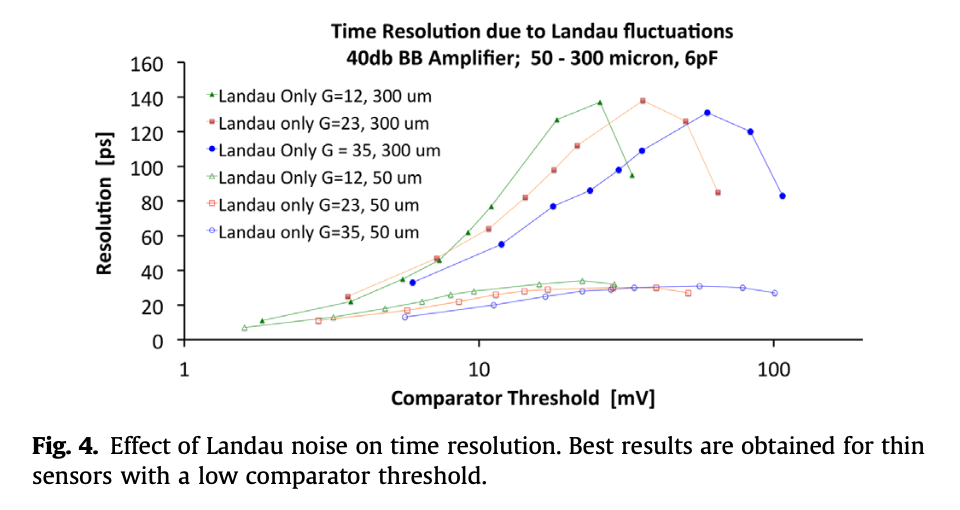 Time Resolution due to Landau fluctuations
40db BB Amplifier; 50 - 300 micron, 6pF
160
140
120
100
80
60
40
20
0
Resolution [ps]
Landau Only G=12, 300 um
Landau only G=23, 300 um
Landau Only G = 35, 300 um
Landau Only G=12, 50 um
Landau only G=23, 50 um
Landau only G=35, 50 um
1
10
100
Comparator Threshold [mV]
Fig. 4. Effect of Landau noise on time resolution. Best results are obtained for thin
sensors with a low comparator threshold.